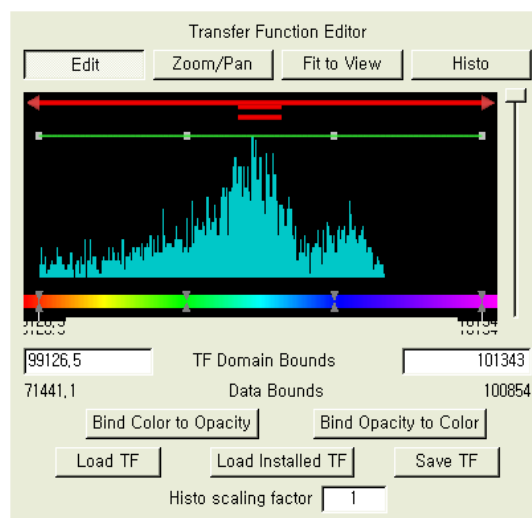 Transfer Function Editor
Edit Zoom/Pan Fit to View Histo
99126,5 TF Domain Bounds 101343
71441,1 Data Bounds 100854
Bind Color to Opacity Bind Opacity to Color
Load TF Load Installed TF Save TF
Histo scaling factor 1